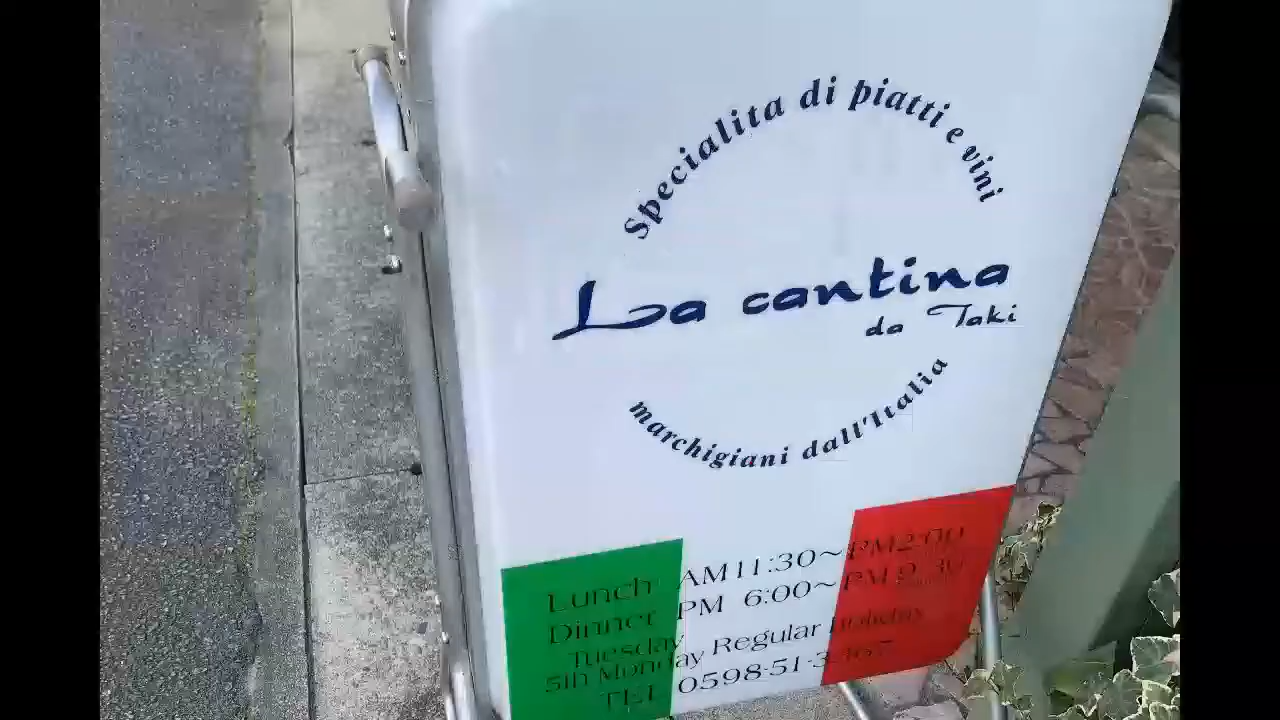 Specialita di piatti e vini
La cantina
da Taki
marchigiani dall'Italia
Lunch AM11:30~PM2:00
Dinner PM 6:00~PM 9:30
Tuesday Regular Holiday
5th Monday
TEL 0598-51-3